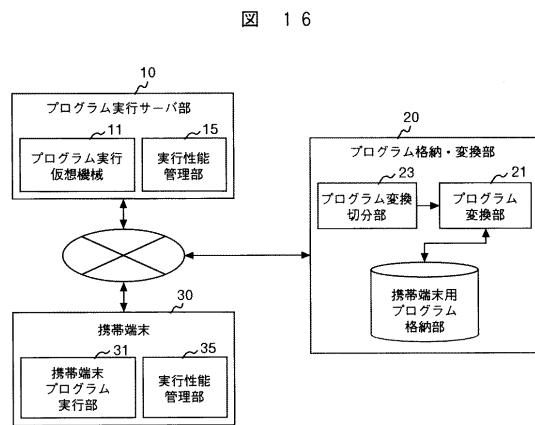 図 16
10
プログラム実行サーバ部
11
プログラム実行
仮想機械
15
実行性能
管理部
20
プログラム格納・変換部
23
プログラム変換
切分部
21
プログラム
変換部
携帯端末用
プログラム
格納部
30
携帯端末
31
携帯端末
プログラム
実行部
35
実行性能
管理部